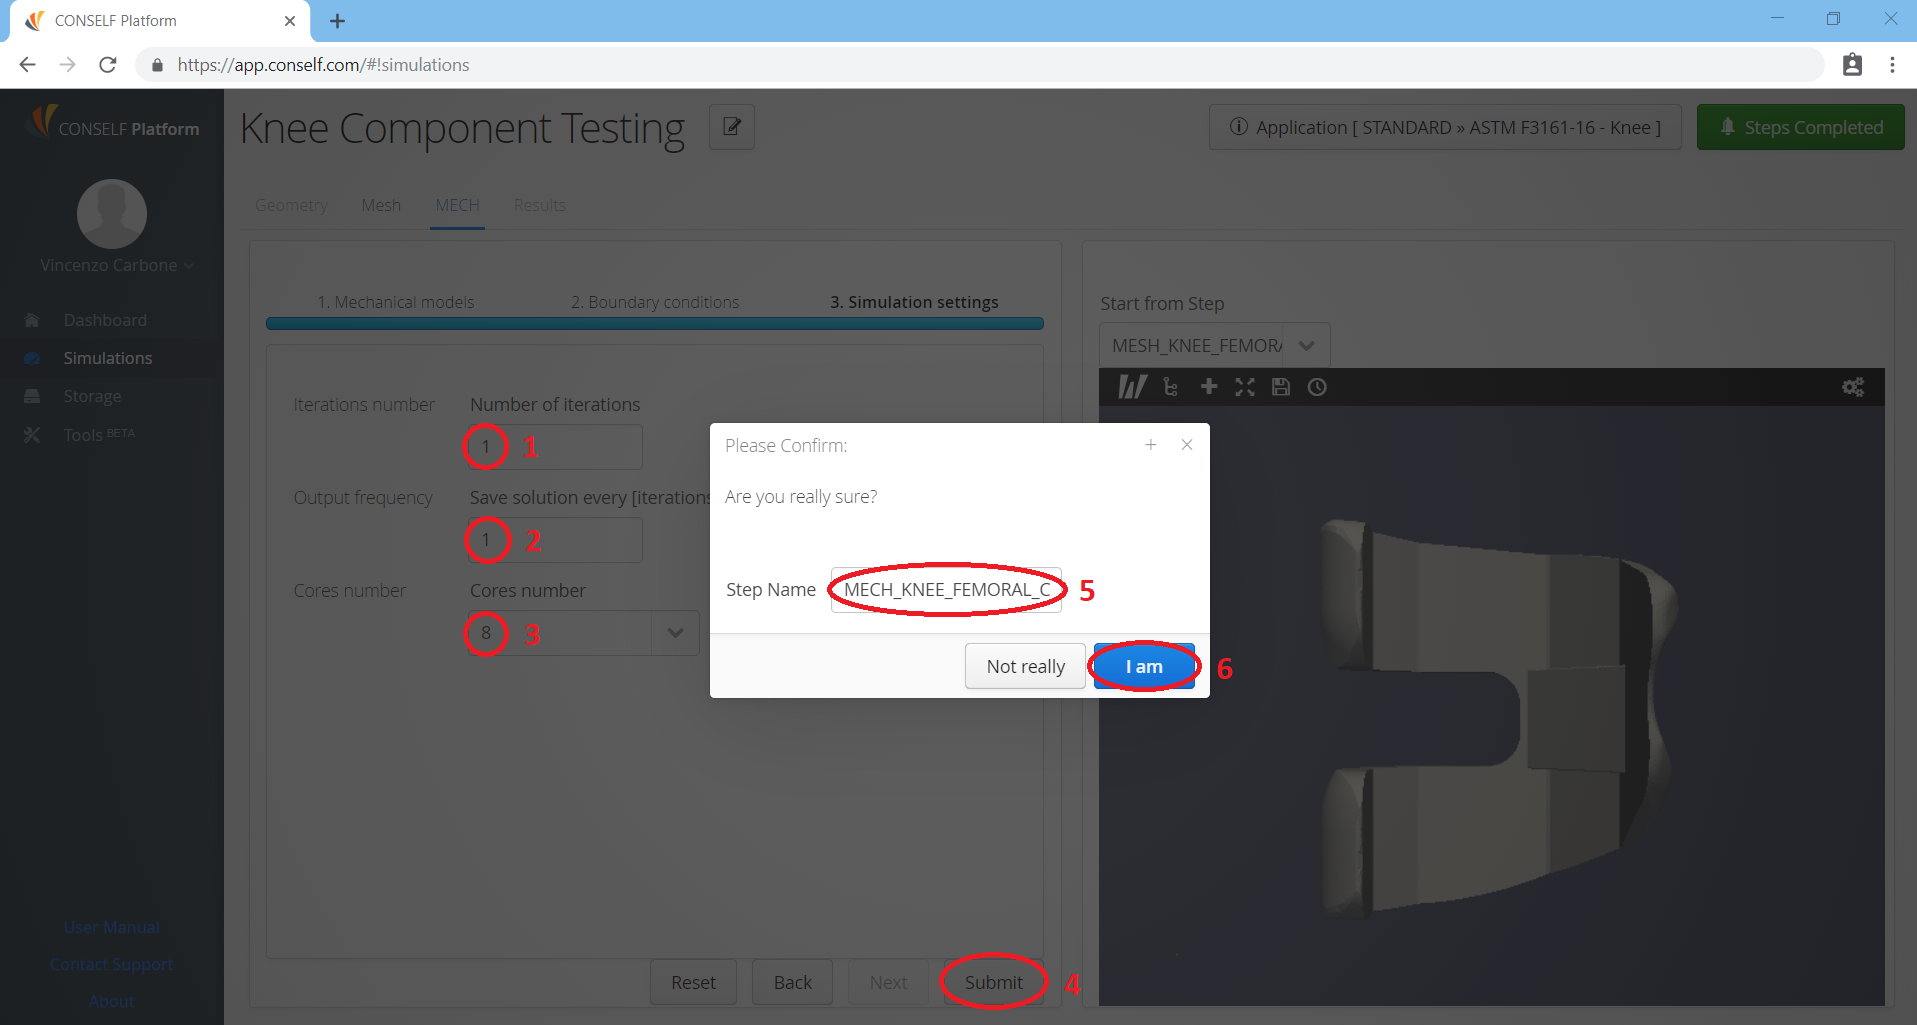 CONSELF Platform
https://app.conself.com/#!simulations
CONSELF Platform
Knee Component Testing
Application [ STANDARD » ASTM F3161-16 - Knee ]
Steps Completed
Vincenzo Carbone
Dashboard
Simulations
Storage
Tools BETA
User Manual
Contact Support
About
Geometry Mesh MECH Results
1. Mechanical models 2. Boundary conditions 3. Simulation settings
Iterations number Number of iterations
1 1
Output frequency Save solution every [iterations
1 2
Cores number Cores number
8 3
Reset Back Next Submit 4
Start from Step
MESH_KNEE_FEMORA
Please Confirm:
Are you really sure?
Step Name MECH_KNEE_FEMORAL_C 5
Not really I am 6